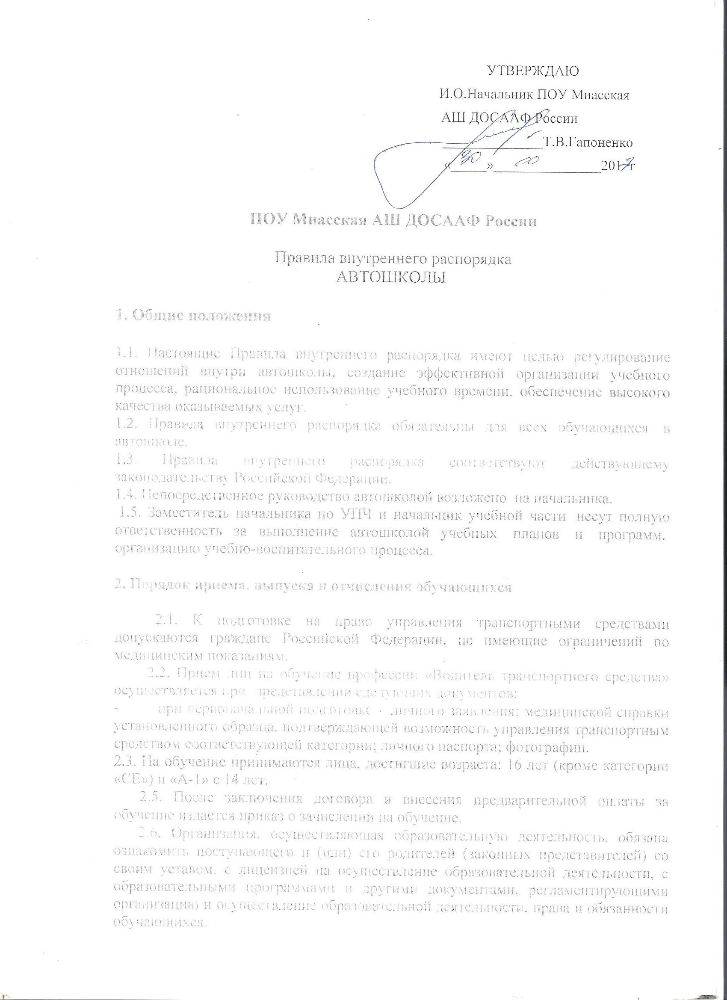 УТВЕРЖДАЮ
И.О.Начальник ПОУ Миасская
АШ ДОСААФ России
______________Т.В.Гапоненко
«30»10 2017г
ПОУ Миасская АШ ДОСААФ России
Правила внутреннего распорядка
АВТОШКОЛЫ
1. Общие положения
1.1. Настоящие Правила внутреннего распорядка имеют целью регулирование
отношений внутри автошколы, создание эффективной организации учебного
процесса, рациональное использование учебного времени, обеспечение высокого
качества оказываемых услуг.
1.2. Правила внутреннего распорядка обязательны для всех обучающихся в
автошколе.
1.3. Правила внутреннего распорядка соответствуют действующему
законодательству Российской Федерации.
1.4. Непосредственное руководство автошколой возложено на начальника.
1.5. Заместитель начальника по УПЧ и начальник учебной части несут полную
ответственность за выполнение автошколой учебных планов и программ,
организацию учебно-воспитательного процесса.
2. Порядок приема, выпуска и отчисления обучающихся
2.1. К подготовке на право управления транспортными средствами
допускаются граждане Российской Федерации, не имеющие ограничений по
медицинским показаниям.
2.2. Прием лиц на обучение профессии «Водитель транспортного средства»
осуществляется при представлении следующих документов:
- при первоначальной подготовке - личного заявления; медицинской справки
установленного образца, подтверждающей возможность управления транспортным
средством соответствующей категории; личного паспорта; фотографии.
2.3. На обучение принимаются лица, достигшие возраста: 16 лет (кроме категории
«СЕ») и «А-1» с 14 лет.
2.5. После заключения договора и внесения предварительной оплаты за
обучение издается приказ о зачислении на обучение.
2.6. Организация, осуществляющая образовательную деятельность, обязана
ознакомить поступающего и (или) его родителей (законных представителей) со
своим уставом, с лицензией на осуществление образовательной деятельности, с
образовательными программами и другими документами, регламентирующими
организацию и осуществление образовательной деятельности, права и обязанности
обучающихся.